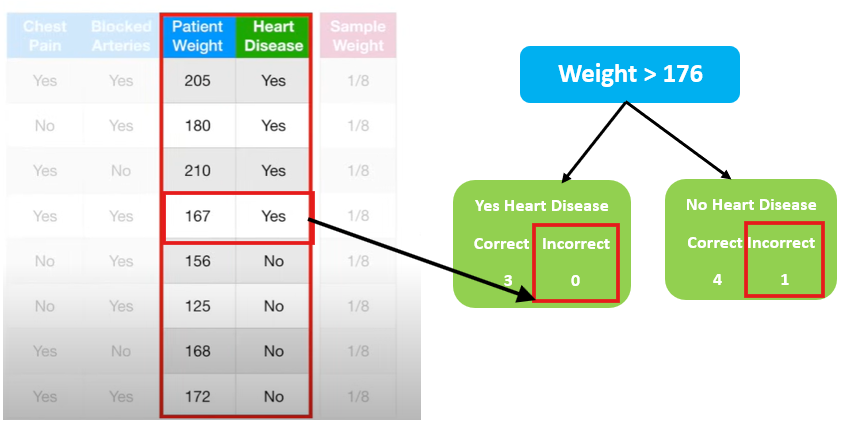 Chest Pain Blocked Arteries Patient Weight Heart Disease Sample Weight
Yes Yes 205 Yes 1/8
No Yes 180 Yes 1/8
Yes No 210 Yes 1/8
Yes Yes 167 Yes 1/8
No Yes 156 No 1/8
No Yes 125 No 1/8
Yes No 168 No 1/8
Yes Yes 172 No 1/8
Weight > 176
Yes Heart Disease
Correct Incorrect
3 0
No Heart Disease
Correct Incorrect
4 1